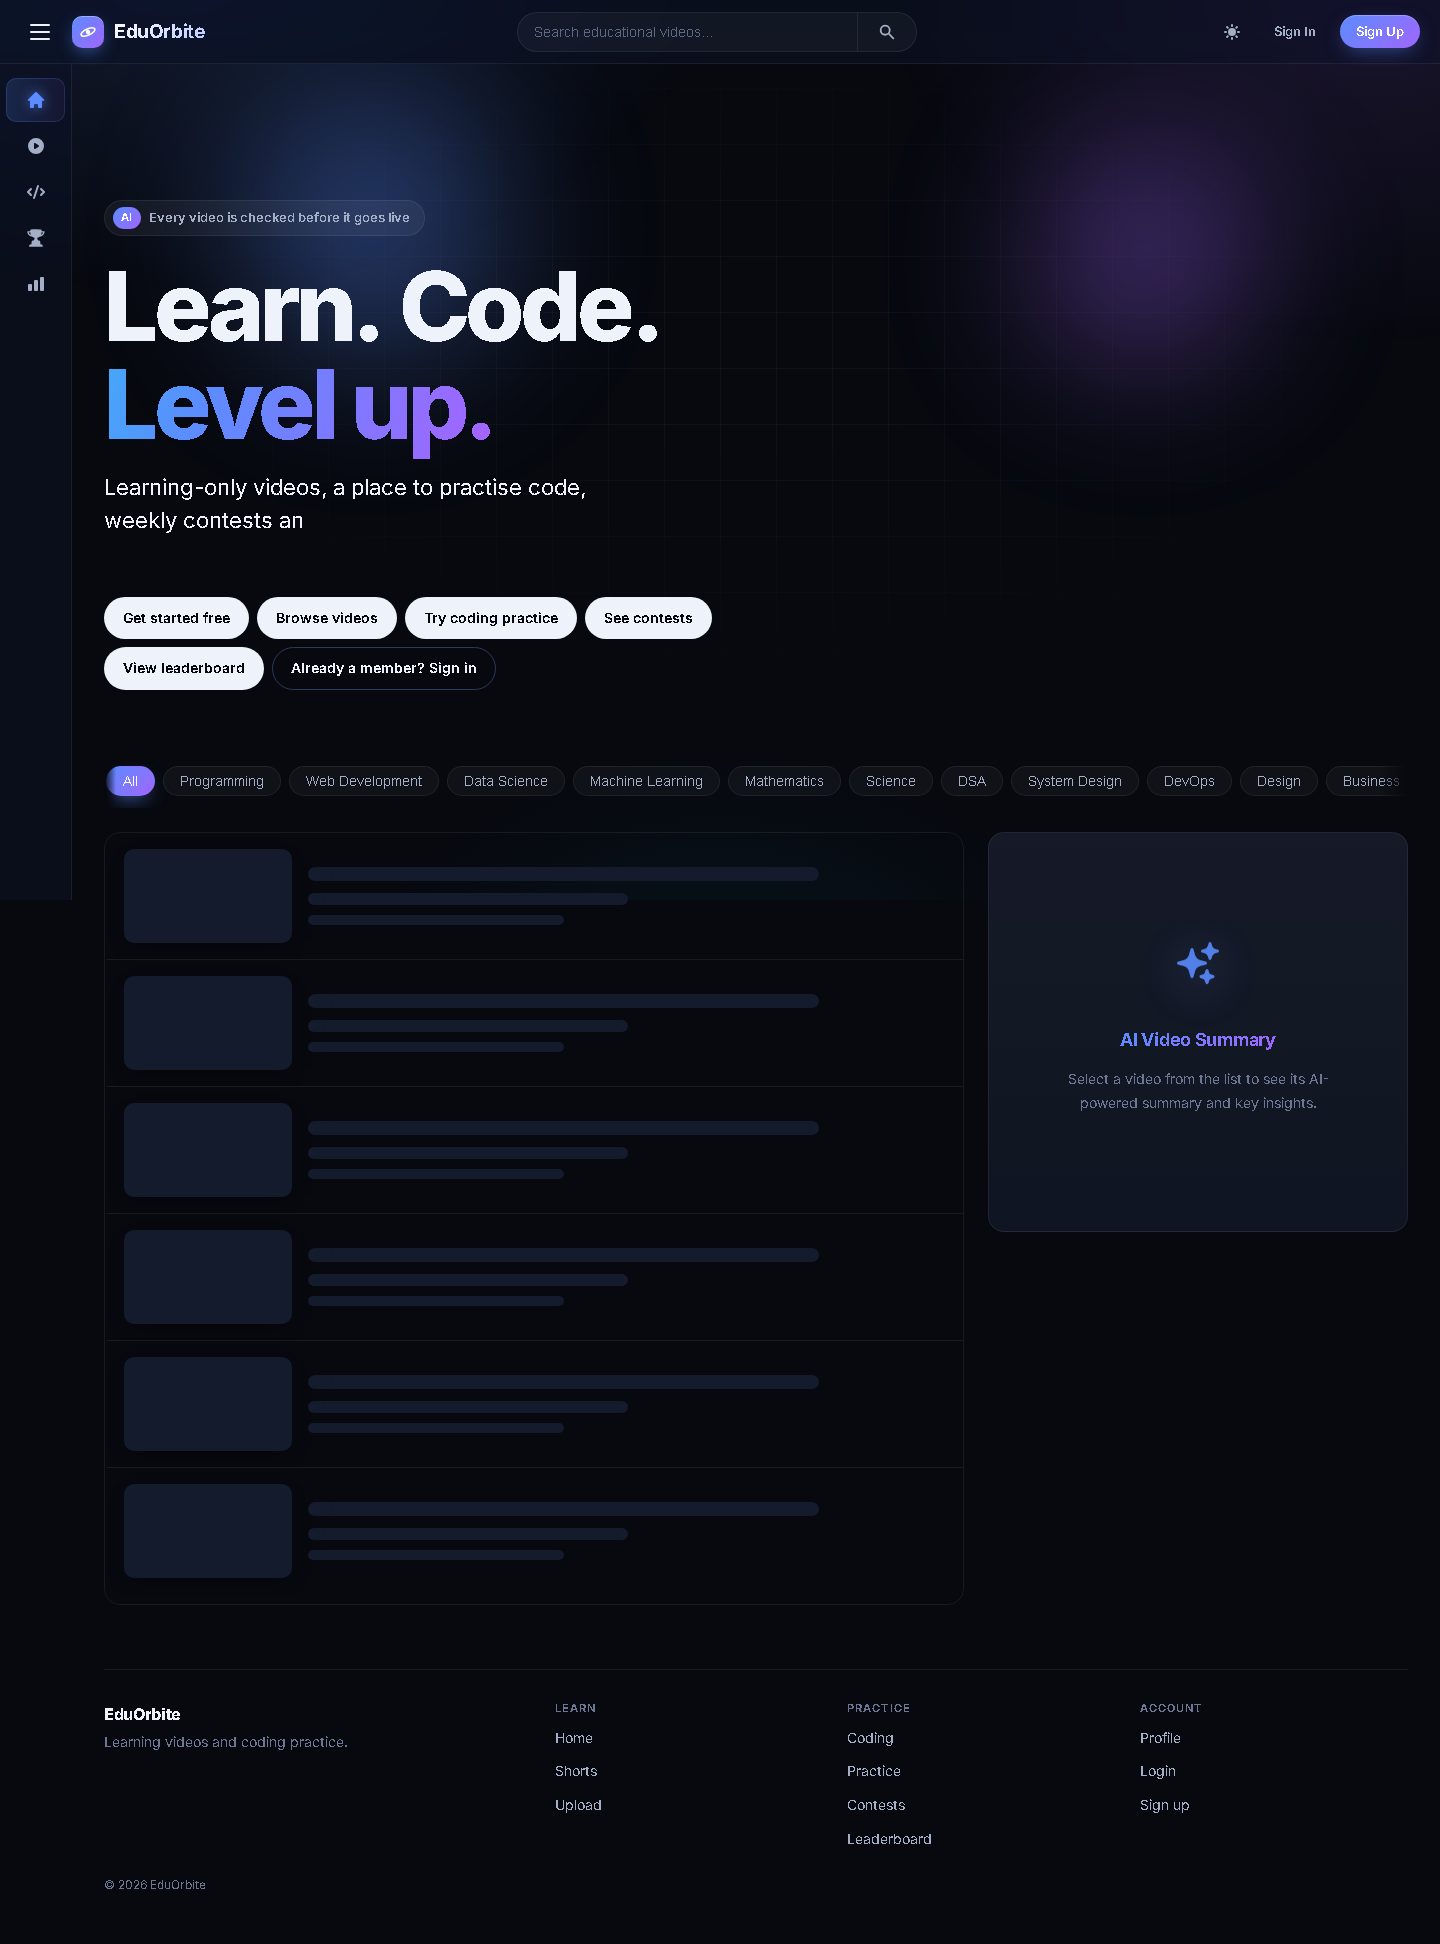 EduOrbite
Search educational videos...
Sign In
Sign Up
AI Every video is checked before it goes live
Learn. Code.
Level up.
Learning-only videos, a place to practise code,
weekly contests an
Get started free
Browse videos
Try coding practice
See contests
View leaderboard
Already a member? Sign in
All
Programming
Web Development
Data Science
Machine Learning
Mathematics
Science
DSA
System Design
DevOps
Design
Business
AI Video Summary
Select a video from the list to see its AI-
powered summary and key insights.
EduOrbite
Learning videos and coding practice.
LEARN
Home
Shorts
Upload
PRACTICE
Coding
Practice
Contests
Leaderboard
ACCOUNT
Profile
Login
Sign up
© 2026 EduOrbite